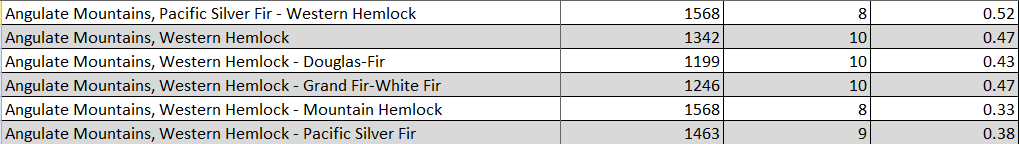 Angulate Mountains, Pacific Silver Fir - Western Hemlock 1568 8 0.52
Angulate Mountains, Western Hemlock 1342 10 0.47
Angulate Mountains, Western Hemlock - Douglas-Fir 1199 10 0.43
Angulate Mountains, Western Hemlock - Grand Fir-White Fir 1246 10 0.47
Angulate Mountains, Western Hemlock - Mountain Hemlock 1568 8 0.33
Angulate Mountains, Western Hemlock - Pacific Silver Fir 1463 9 0.38